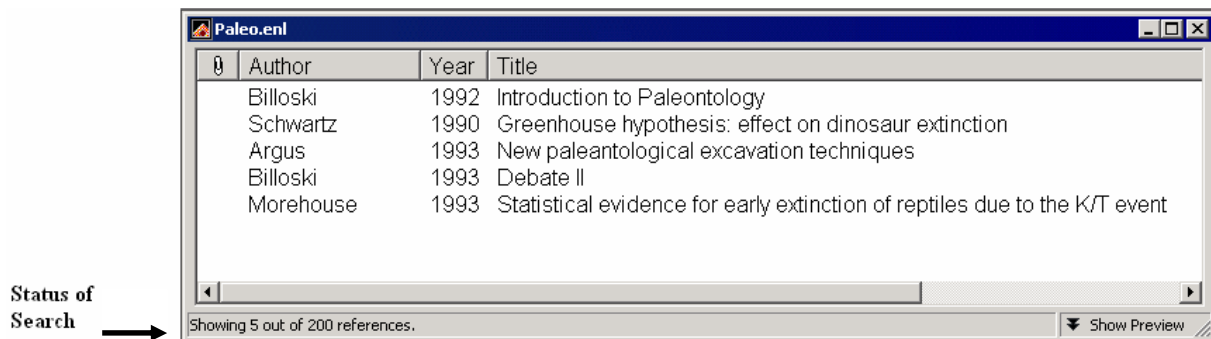 Paleo.enl
Author Year Title
Billoski 1992 Introduction to Paleontology
Schwartz 1990 Greenhouse hypothesis: effect on dinosaur extinction
Argus 1993 New paleantological excavation techniques
Billoski 1993 Debate II
Morehouse 1993 Statistical evidence for early extinction of reptiles due to the K/T event
Status of
Search
Showing 5 out of 200 references. Show Preview